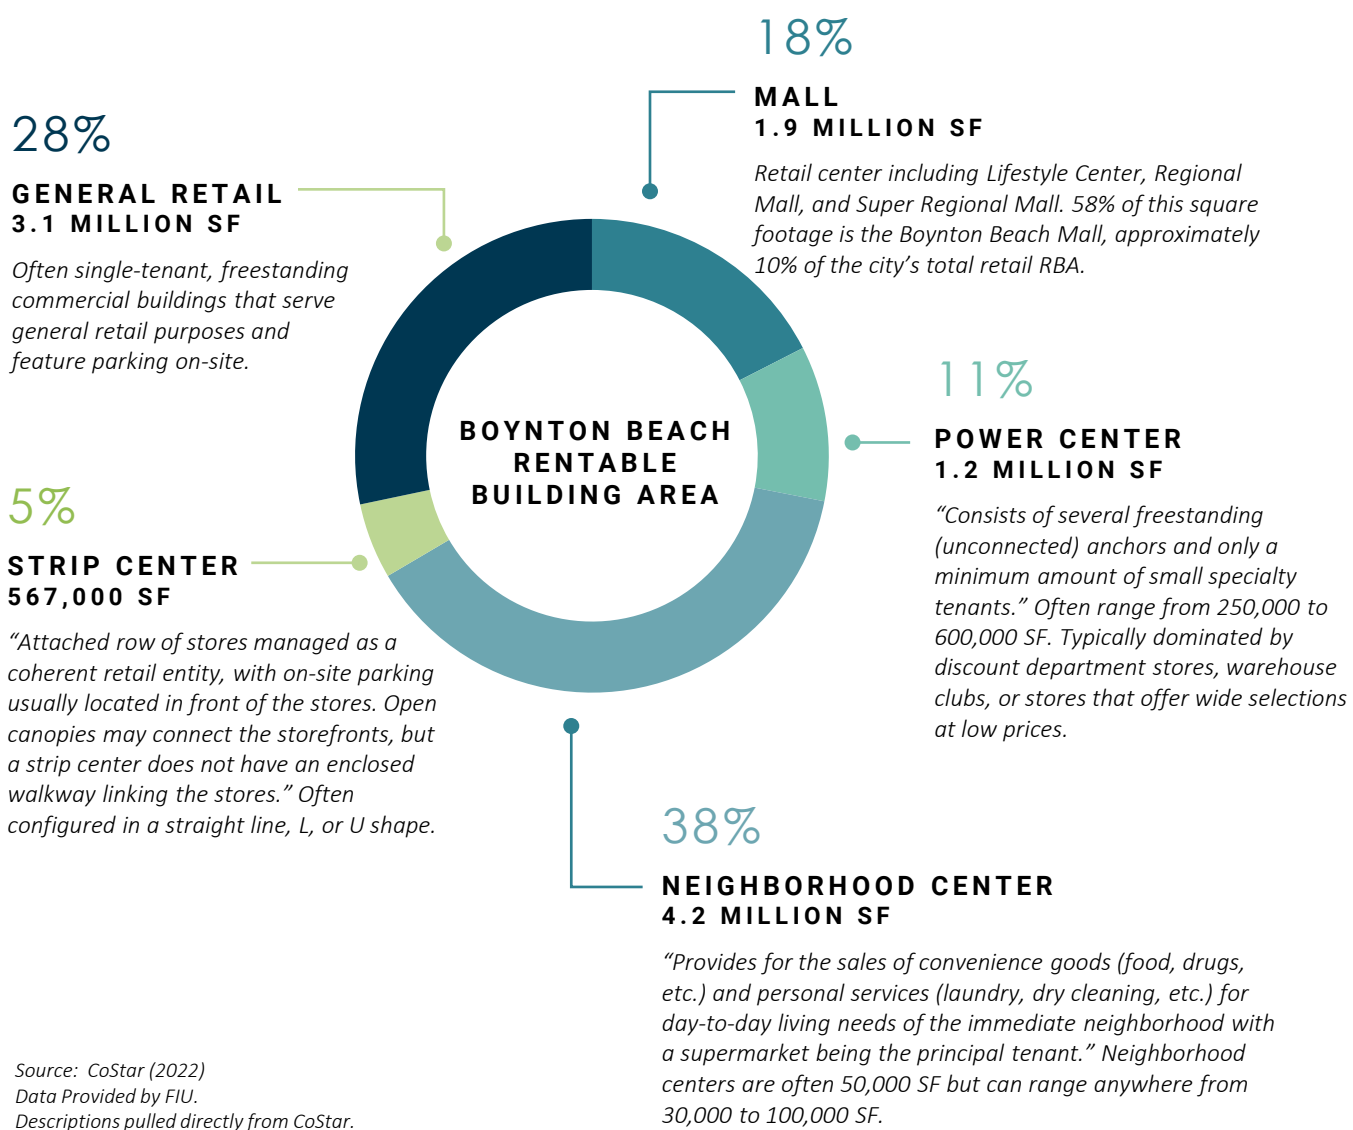 18%
MALL
1.9 MILLION SF
Retail center including Lifestyle Center, Regional
Mall, and Super Regional Mall. 58% of this square
footage is the Boynton Beach Mall, approximately
10% of the city’s total retail RBA.
28%
GENERAL RETAIL
3.1 MILLION SF
Often single-tenant, freestanding
commercial buildings that serve
general retail purposes and
feature parking on-site.
11%
POWER CENTER
1.2 MILLION SF
“Consists of several freestanding
(unconnected) anchors and only a
minimum amount of small specialty
tenants.” Often range from 250,000 to
600,000 SF. Typically dominated by
discount department stores, warehouse
clubs, or stores that offer wide selections
at low prices.
BOYNTON BEACH
RENTABLE
BUILDING AREA
5%
STRIP CENTER
567,000 SF
“Attached row of stores managed as a
coherent retail entity, with on-site parking
usually located in front of the stores. Open
canopies may connect the storefronts, but
a strip center does not have an enclosed
walkway linking the stores.” Often
configured in a straight line, L, or U shape.
38%
NEIGHBORHOOD CENTER
4.2 MILLION SF
“Provides for the sales of convenience goods (food, drugs,
etc.) and personal services (laundry, dry cleaning, etc.) for
day-to-day living needs of the immediate neighborhood with
a supermarket being the principal tenant.” Neighborhood
centers are often 50,000 SF but can range anywhere from
30,000 to 100,000 SF.
Source: CoStar (2022)
Data Provided by FIU.
Descriptions pulled directly from CoStar.